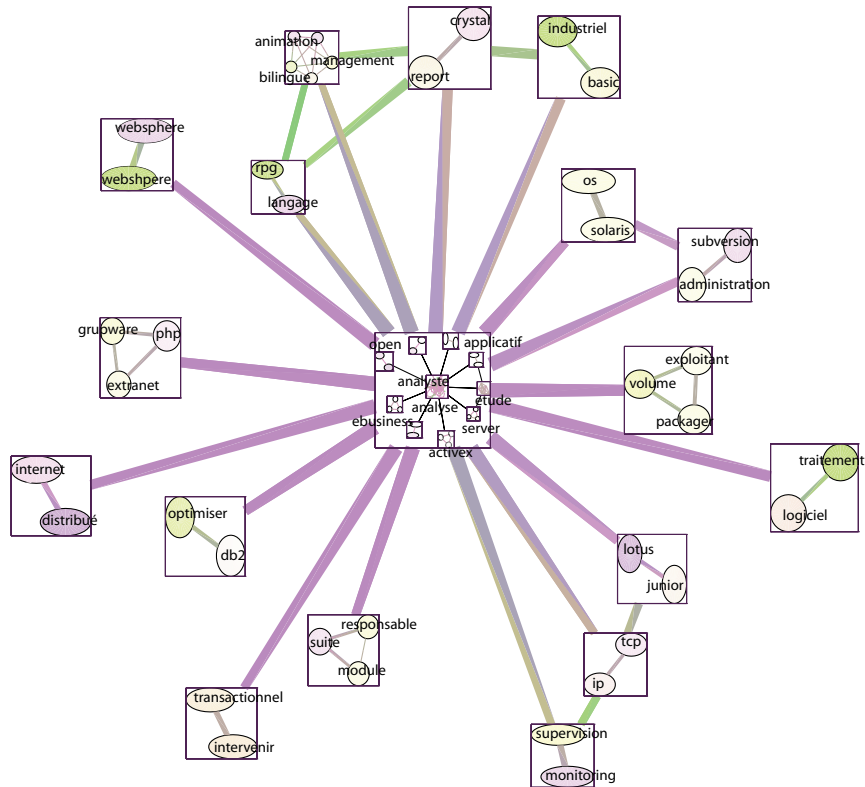 crystal
industriel
animation
management
bilingue
report
basic
websphere
webshpere
rpg
langage
os
solaris
subversion
administration
grupware
php
extranet
open
applicatif
analyste
étude
analyse
ebusiness
server
activex
exploitant
volume
packager
traitement
logiciel
internet
distribué
optimiser
db2
lotus
junior
responsable
suite
module
tcp
ip
transactionnel
intervenir
supervision
monitoring